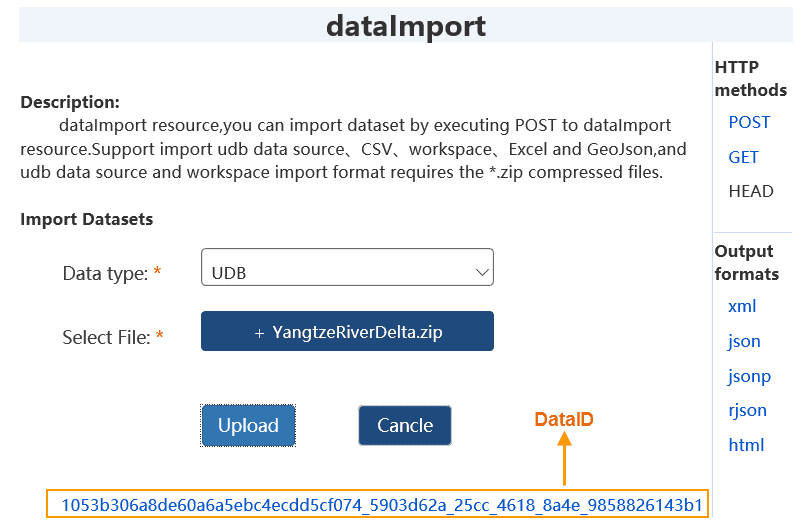 dataImport
Description:
dataImport resource,you can import dataset by executing POST to dataImport
resource.Support import udb data source、CSV、workspace、Excel and GeoJson,and
udb data source and workspace import format requires the *.zip compressed files.
Import Datasets
Data type: *
UDB
Select File: *
+ YangtzeRiverDelta.zip
Upload
Cancle
DataID
1053b306a8de60a6a5ebc4ecdd5cf074_5903d62a_25cc_4618_8a4e_9858826143b1
HTTP
methods
POST
GET
HEAD
Output
formats
xml
json
jsonp
rjson
html